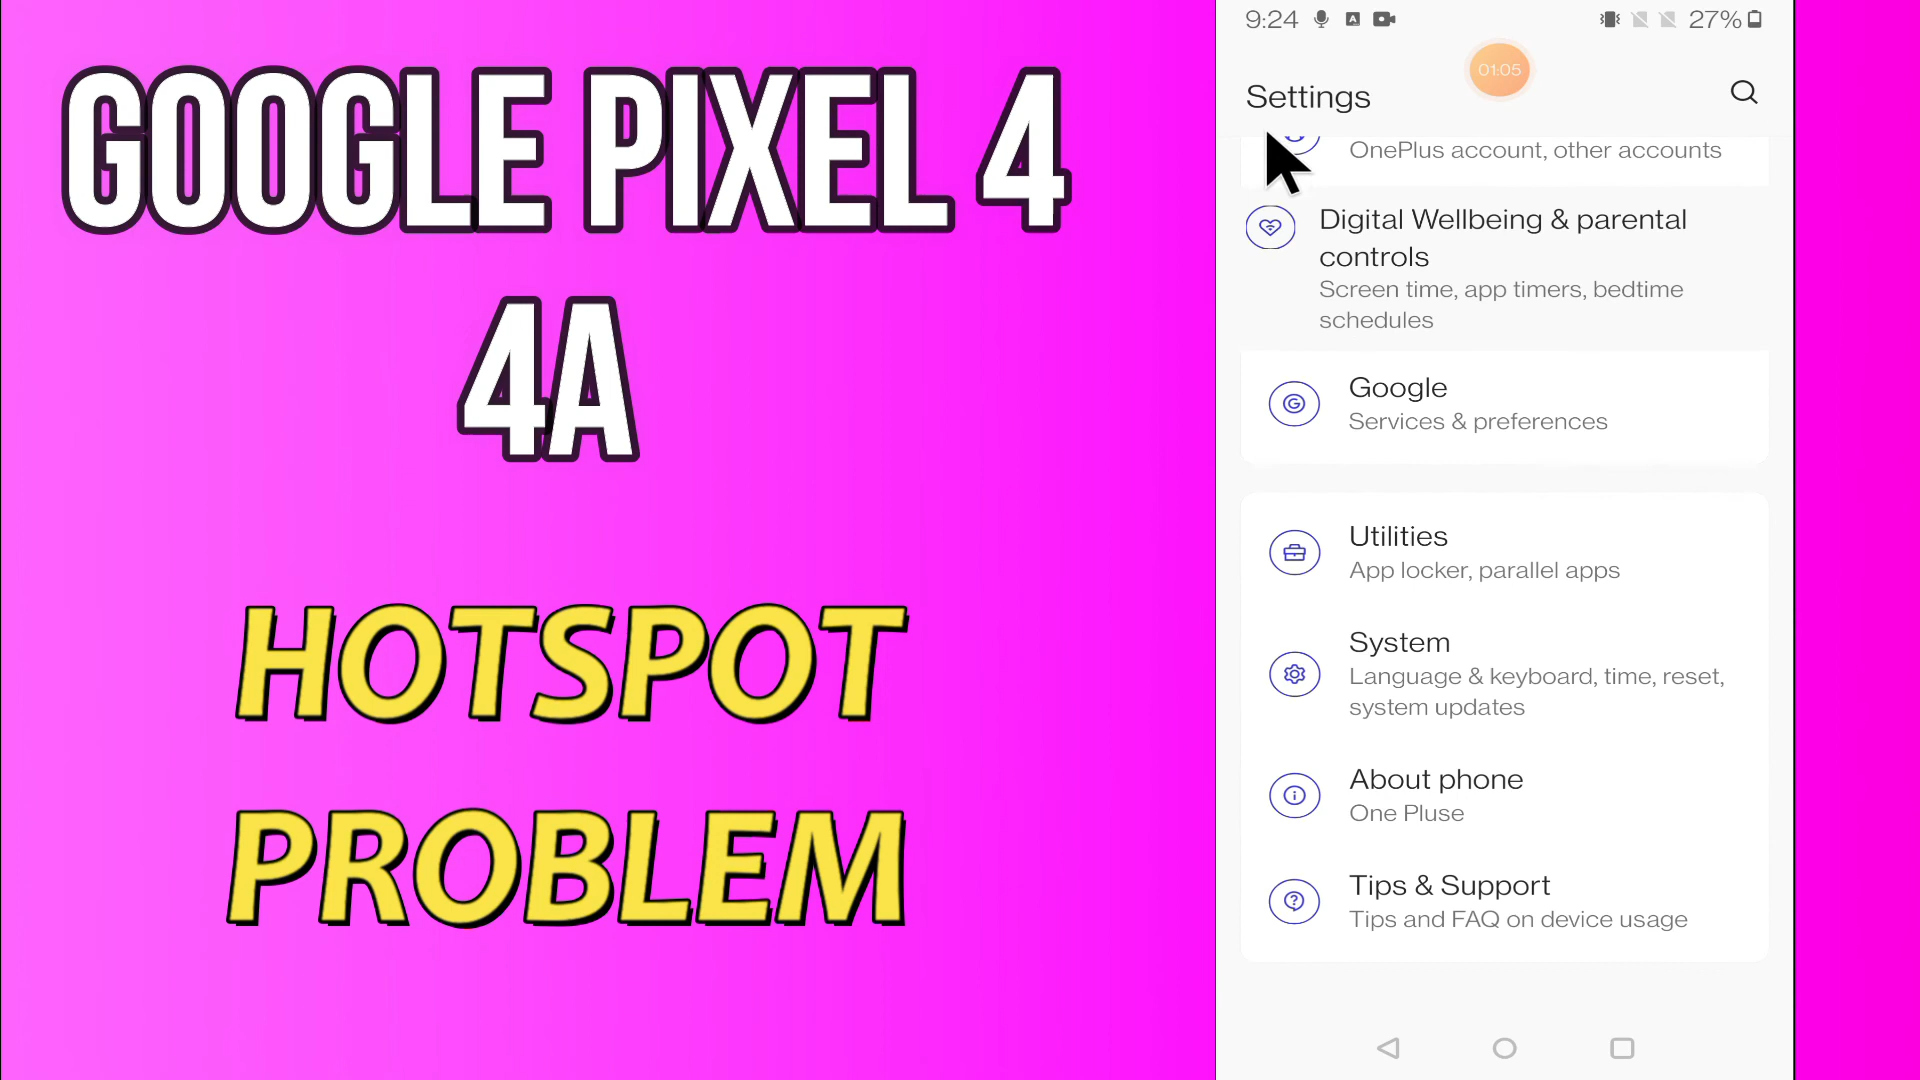 GOOGLE PIXEL 4
4A
HOTSPOT
PROBLEM
9:24
27%
01:05
Settings
OnePlus account, other accounts
Digital Wellbeing & parental
controls
Screen time, app timers, bedtime
schedules
Google
Services & preferences
Utilities
App locker, parallel apps
System
Language & keyboard, time, reset,
system updates
About phone
One Pluse
Tips & Support
Tips and FAQ on device usage